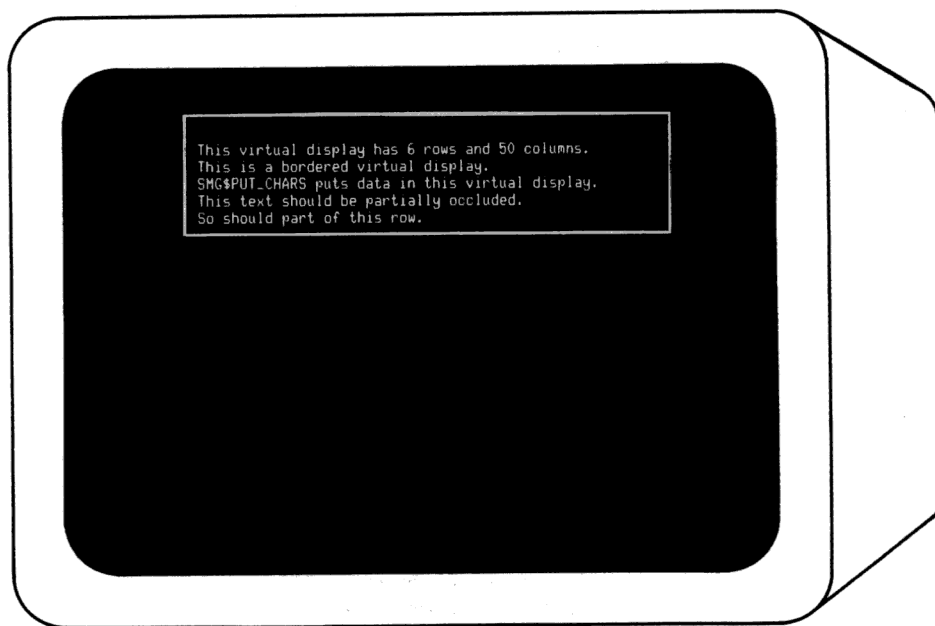 This virtual display has 6 rows and 50 columns.
This is a bordered virtual display.
SMG$PUT_CHARS puts data in this virtual display.
This text should be partially occluded.
So should part of this row.